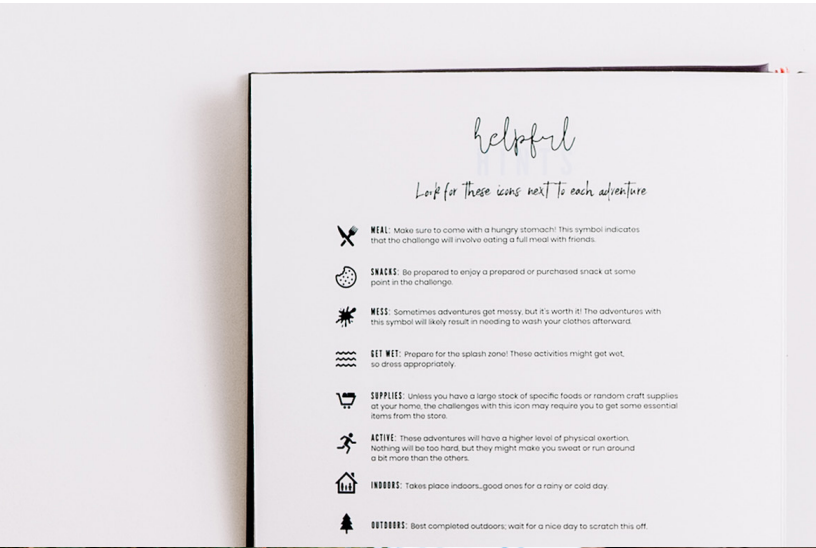 helpful
HINTS
Look for these icons next to each adventure
MEAL: Make sure to come with a hungry stomach! This symbol indicates
that the challenge will involve eating a full meal with friends.
SNACKS: Be prepared to enjoy a prepared or purchased snack at some
point in the challenge.
MESS: Sometimes adventures get messy, but it's worth it! The adventures with
this symbol will likely result in needing to wash your clothes afterward.
GET WET: Prepare for the splash zone! These activities might get wet,
so dress appropriately.
SUPPLIES: Unless you have a large stock of specific foods or random craft supplies
at your home, the challenges with this icon may require you to get some essential
items from the store.
ACTIVE: These adventures will have a higher level of physical exertion.
Nothing will be too hard, but they might make you sweat or run around
a bit more than the others.
INDOORS: Takes place indoors...good ones for a rainy or cold day.
OUTDOORS: Best completed outdoors; wait for a nice day to scratch this off.